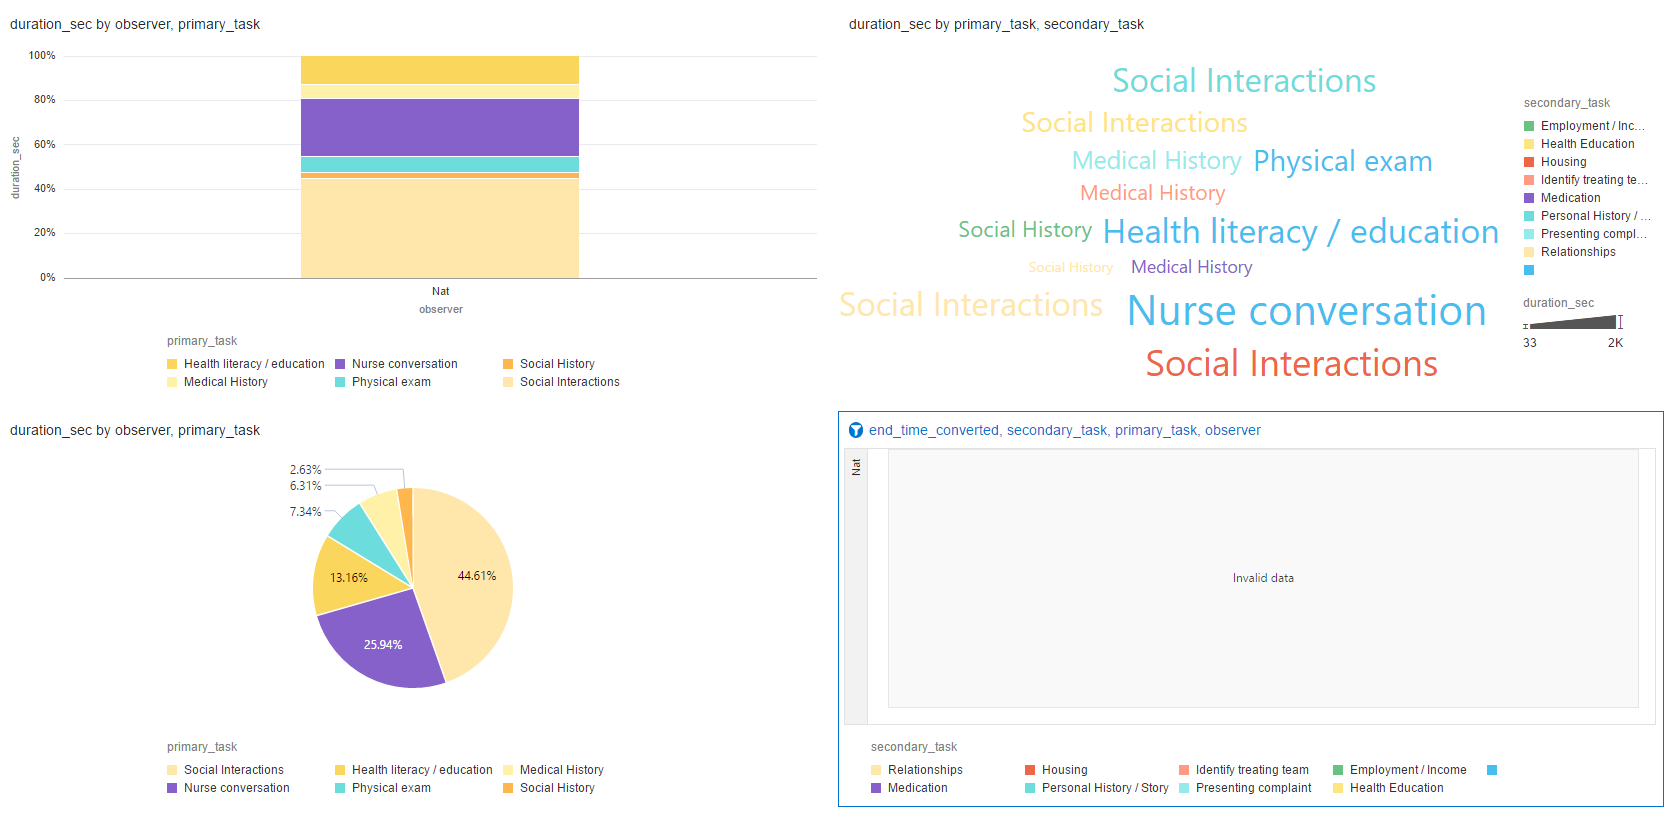 duration_sec by observer, primary_task
100%
80%
60%
40%
20%
0%
duration_sec
Nat
observer
primary_task
Health literacy / education
Nurse conversation
Social History
Medical History
Physical exam
Social Interactions
duration_sec by primary_task, secondary_task
Social Interactions
Social Interactions
Medical History Physical exam
Medical History
Social History Health literacy / education
Social History Medical History
Social Interactions Nurse conversation
Social Interactions
secondary_task
Employment / Inc...
Health Education
Housing
Identify treating te...
Medication
Personal History / ...
Presenting compl...
Relationships
duration_sec
33 2K
duration_sec by observer, primary_task
2.63%
6.31%
7.34%
13.16%
44.61%
25.94%
primary_task
Social Interactions
Health literacy / education
Medical History
Nurse conversation
Physical exam
Social History
end_time_converted, secondary_task, primary_task, observer
Nat
Invalid data
secondary_task
Relationships
Housing
Identify treating team
Employment / Income
Medication
Personal History / Story
Presenting complaint
Health Education